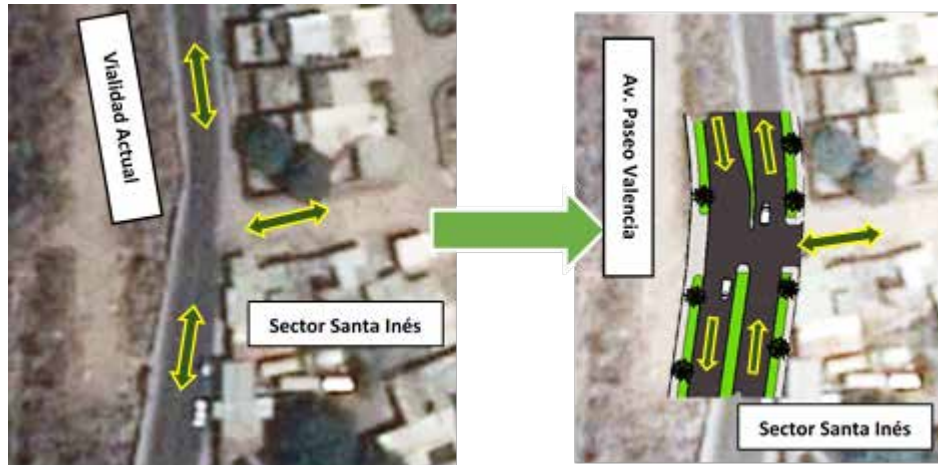 Vialidad Actual
Sector Santa Inés
Av. Paseo Valencia
Sector Santa Inés